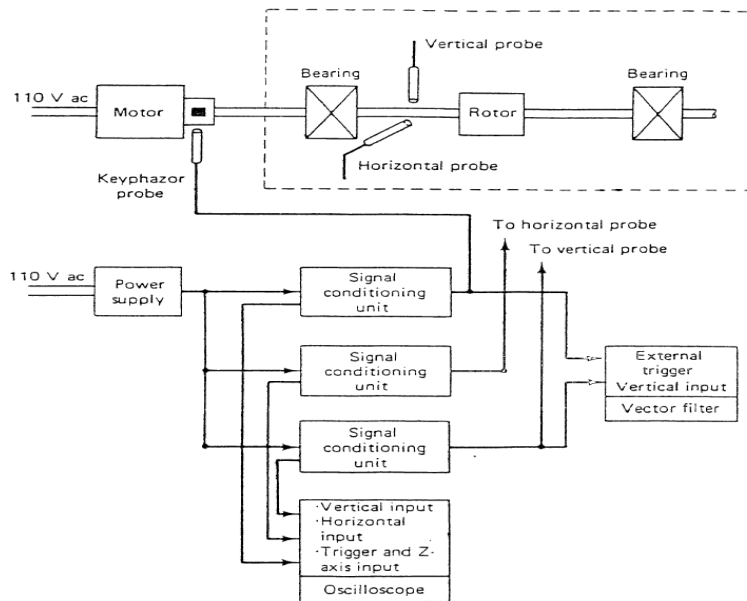 Vertical probe
Bearing
Bearing
110 V ac
Motor
Rotor
Horizontal probe
Keyphazor
probe
To horizontal probe
To vertical probe
110 V ac
Power
supply
Signal
conditioning
unit
Signal
conditioning
unit
External
trigger
Vertical input
Vector filter
Signal
conditioning
unit
·Vertical input
·Horizontal
input
·Trigger and Z-
axis input
Oscilloscope